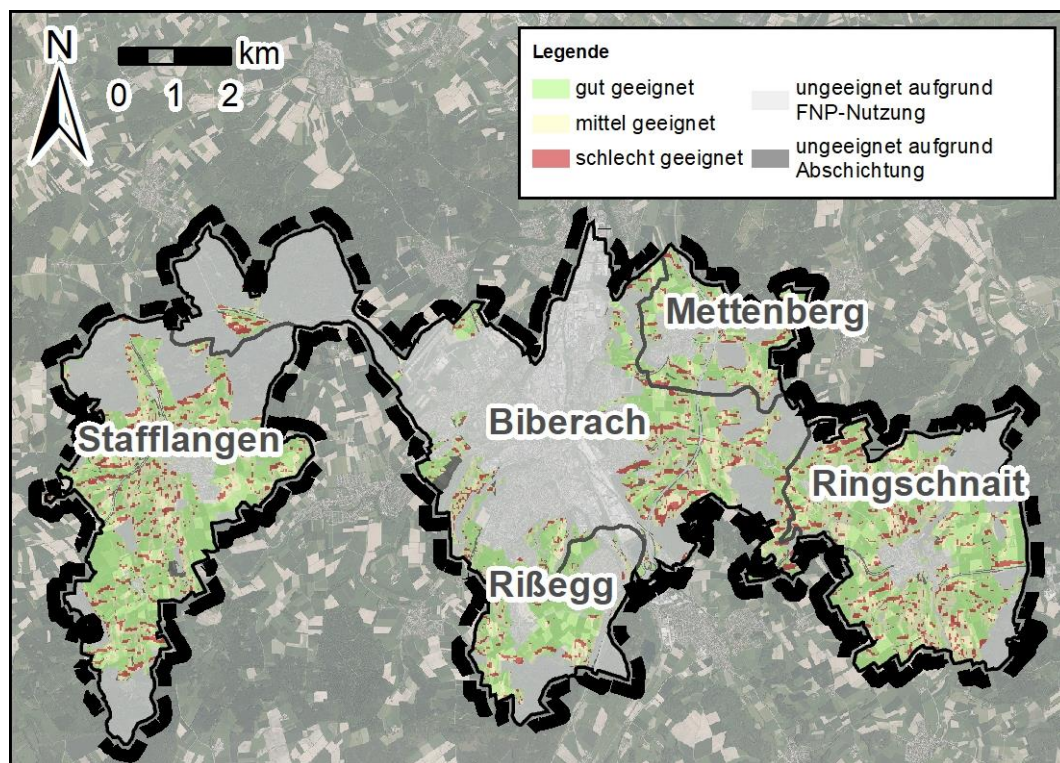 N
km
0 1 2
Legende
gut geeignet
mittel geeignet
schlecht geeignet
ungeeignet aufgrund
FNP-Nutzung
ungeeignet aufgrund
Abschichtung
Mettenberg
Biberach
Stafflangen
Ringschnait
Rißegg